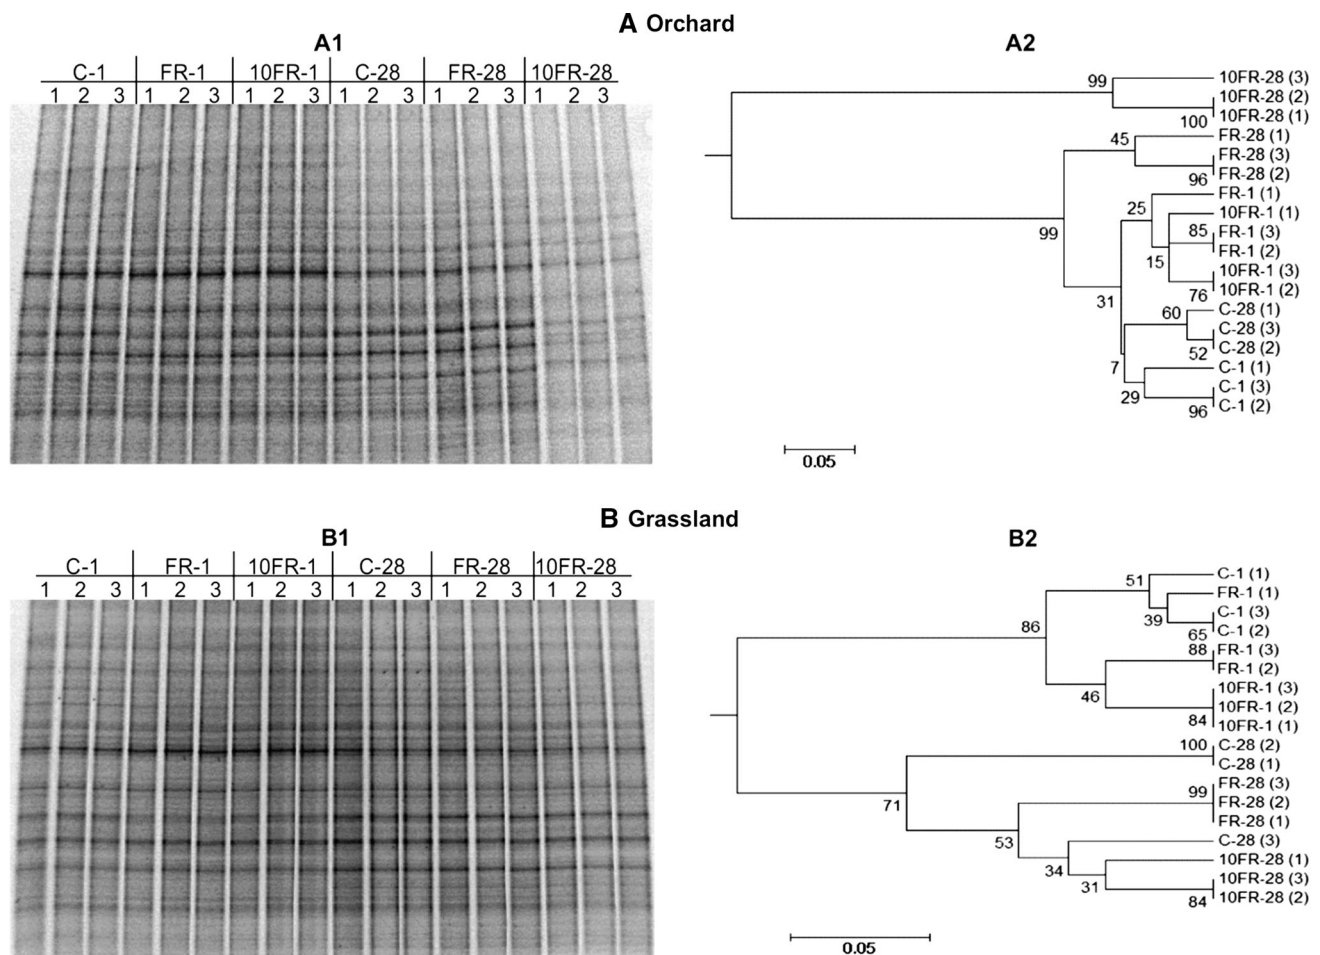 A Orchard
A1
C-1 FR-1 10FR-1 C-28 FR-28 10FR-28
1 2 3 1 2 3 1 2 3 1 2 3 1 2 3 1 2 3
A2
99
10FR-28 (3)
10FR-28 (2)
10FR-28 (1)
100
45
FR-28 (1)
FR-28 (3)
FR-28 (2)
96
99
25
FR-1 (1)
10FR-1 (1)
85
FR-1 (3)
FR-1 (2)
15
10FR-1 (3)
10FR-1 (2)
76
31
60
C-28 (1)
C-28 (3)
C-28 (2)
52
7
C-1 (1)
C-1 (3)
C-1 (2)
29
96
0.05
B Grassland
B1
C-1 FR-1 10FR-1 C-28 FR-28 10FR-28
1 2 3 1 2 3 1 2 3 1 2 3 1 2 3 1 2 3
B2
51
C-1 (1)
FR-1 (1)
C-1 (3)
C-1 (2)
39
65
86
88
FR-1 (3)
FR-1 (2)
46
10FR-1 (3)
10FR-1 (2)
10FR-1 (1)
84
100
C-28 (2)
C-28 (1)
71
99
FR-28 (3)
FR-28 (2)
FR-28 (1)
53
C-28 (3)
34
10FR-28 (1)
31
10FR-28 (3)
10FR-28 (2)
84
0.05